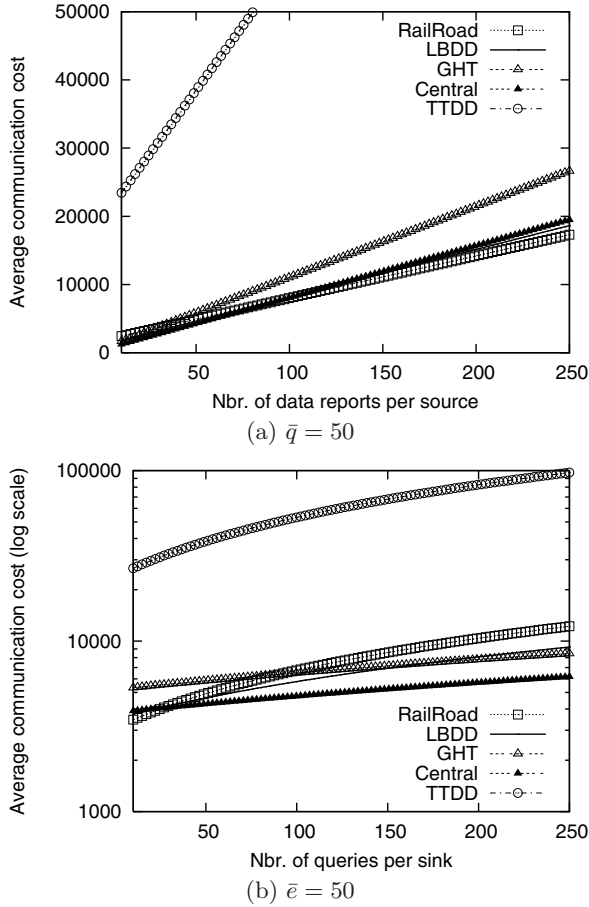 50000
40000
30000
20000
10000
0
Average communication cost
RailRoad
LBDD
GHT
Central
TTDD
50 100 150 200 250
Nbr. of data reports per source
(a) q̄ = 50
100000
10000
1000
Average communication cost (log scale)
RailRoad
LBDD
GHT
Central
TTDD
50 100 150 200 250
Nbr. of queries per sink
(b) ē = 50